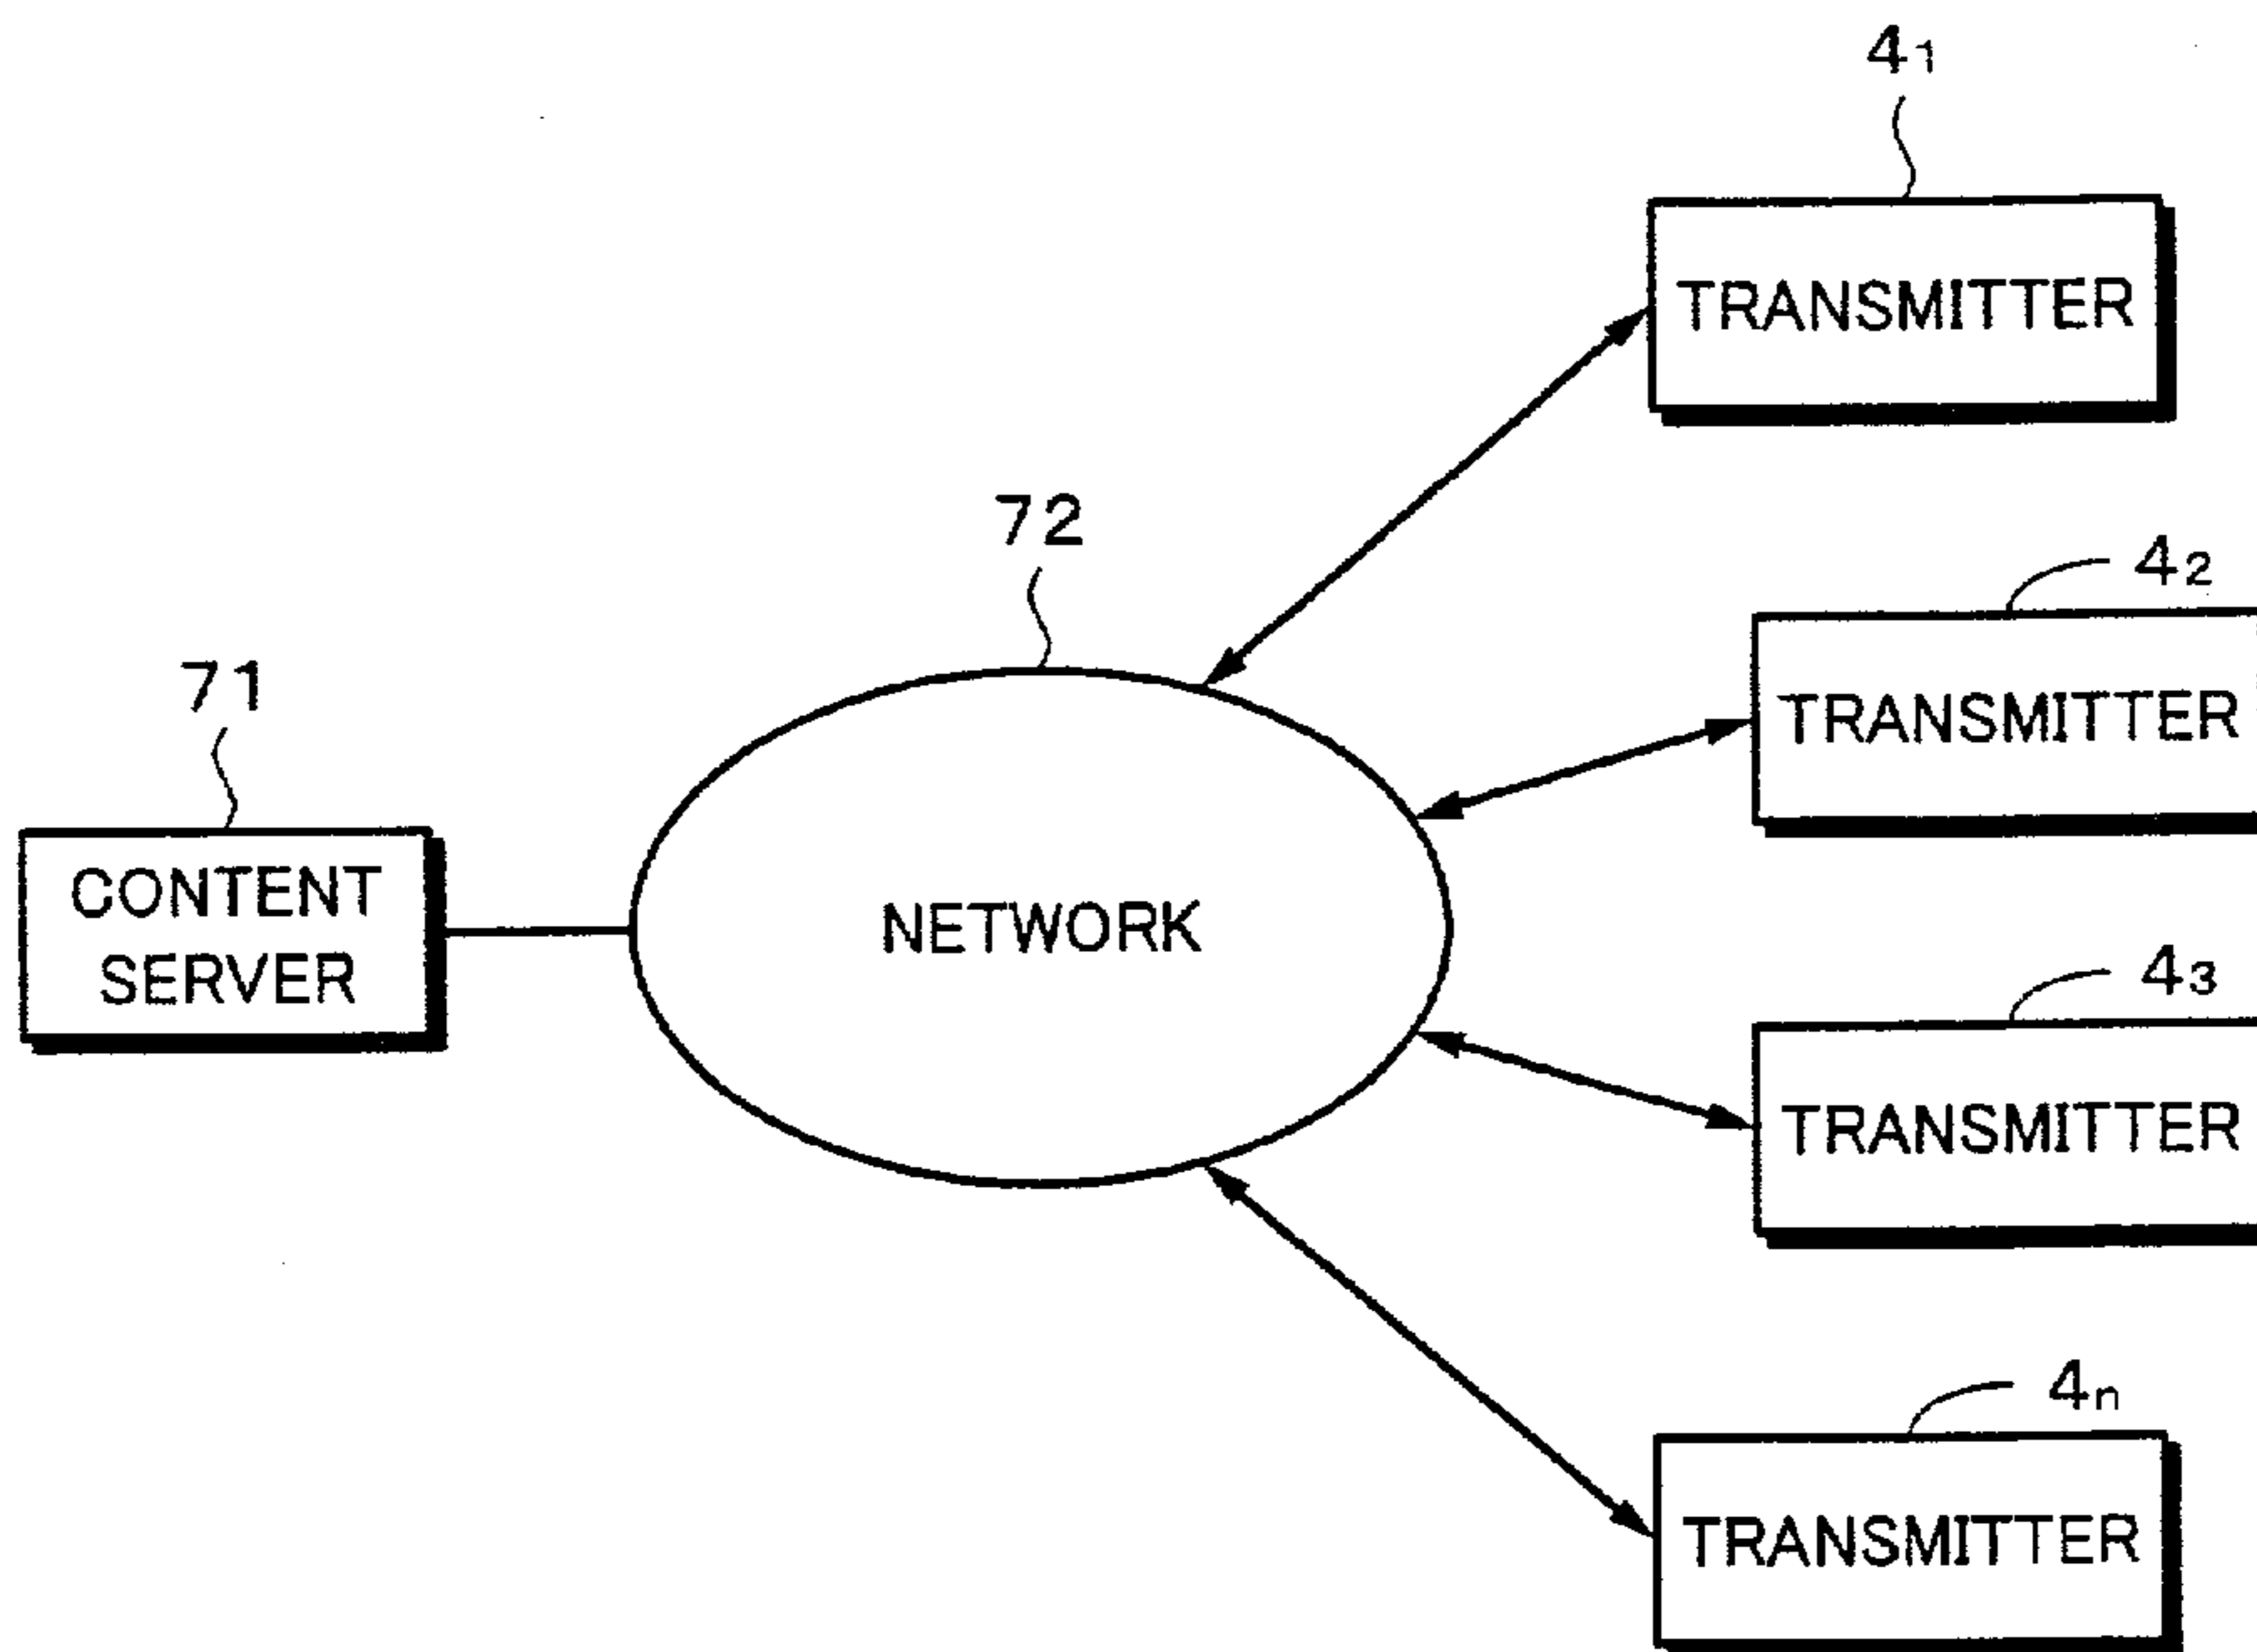 4₁
TRANSMITTER
72
4₂
TRANSMITTER
71
CONTENT
SERVER
NETWORK
4₃
TRANSMITTER
4ₙ
TRANSMITTER